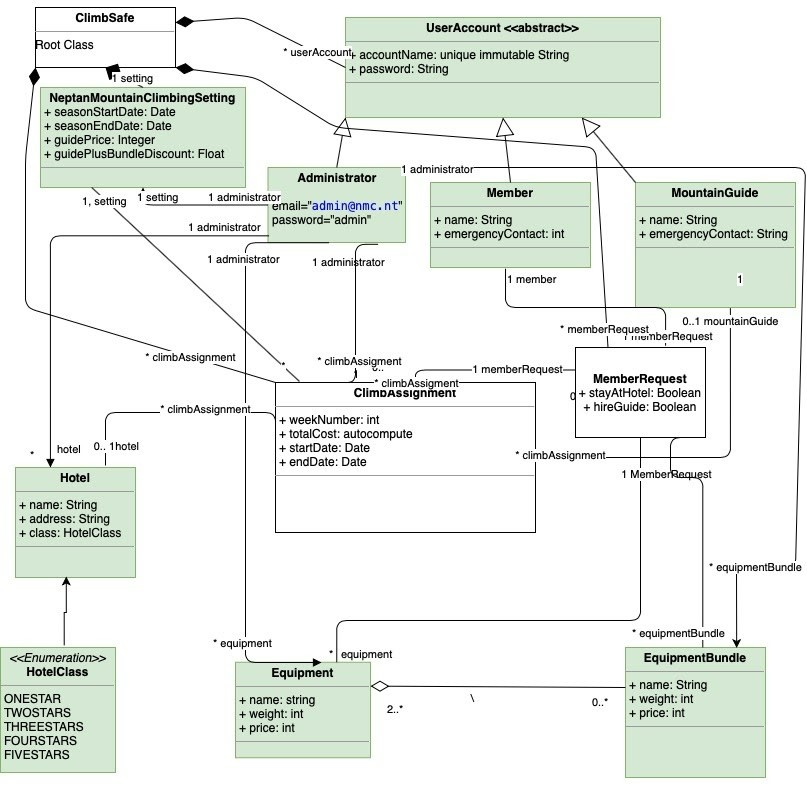 ClimbSafe
Root Class
UserAccount <<abstract>>
+ accountName: unique immutable String
+ password: String
* userAccount
1 setting
NeptanMountainClimbingSetting
+ seasonStartDate: Date
+ seasonEndDate: Date
+ guidePrice: Integer
+ guidePlusBundleDiscount: Float
1, setting
1 setting
1 administrator
1 administrator
1 administrator
1 administrator
1 administrator
Administrator
email="admin@nmc.nt"
password="admin"
Member
+ name: String
+ emergencyContact: int
MountainGuide
+ name: String
+ emergencyContact: String
1
1 member
0..1 mountainGuide
* memberRequest
1 memberRequest
* climbAssignment
*
* climbAssigment
1
* climbAssigment
1 memberRequest
MemberRequest
+ stayAtHotel: Boolean
+ hireGuide: Boolean
0
ClimbAssignment
+ weekNumber: int
+ totalCost: autocompute
+ startDate: Date
+ endDate: Date
* climbAssignment
* climbAssignment
1 MemberRequest
*
hotel
0.. 1hotel
Hotel
+ name: String
+ address: String
+ class: HotelClass
<<Enumeration>>
HotelClass
ONESTAR
TWOSTARS
THREESTARS
FOURSTARS
FIVESTARS
* equipment
* equipment
* equipmentBundle
* equipmentBundle
Equipment
+ name: string
+ weight: int
+ price: int
2..*
\
0..*
EquipmentBundle
+ name: String
+ weight: int
+ price: int